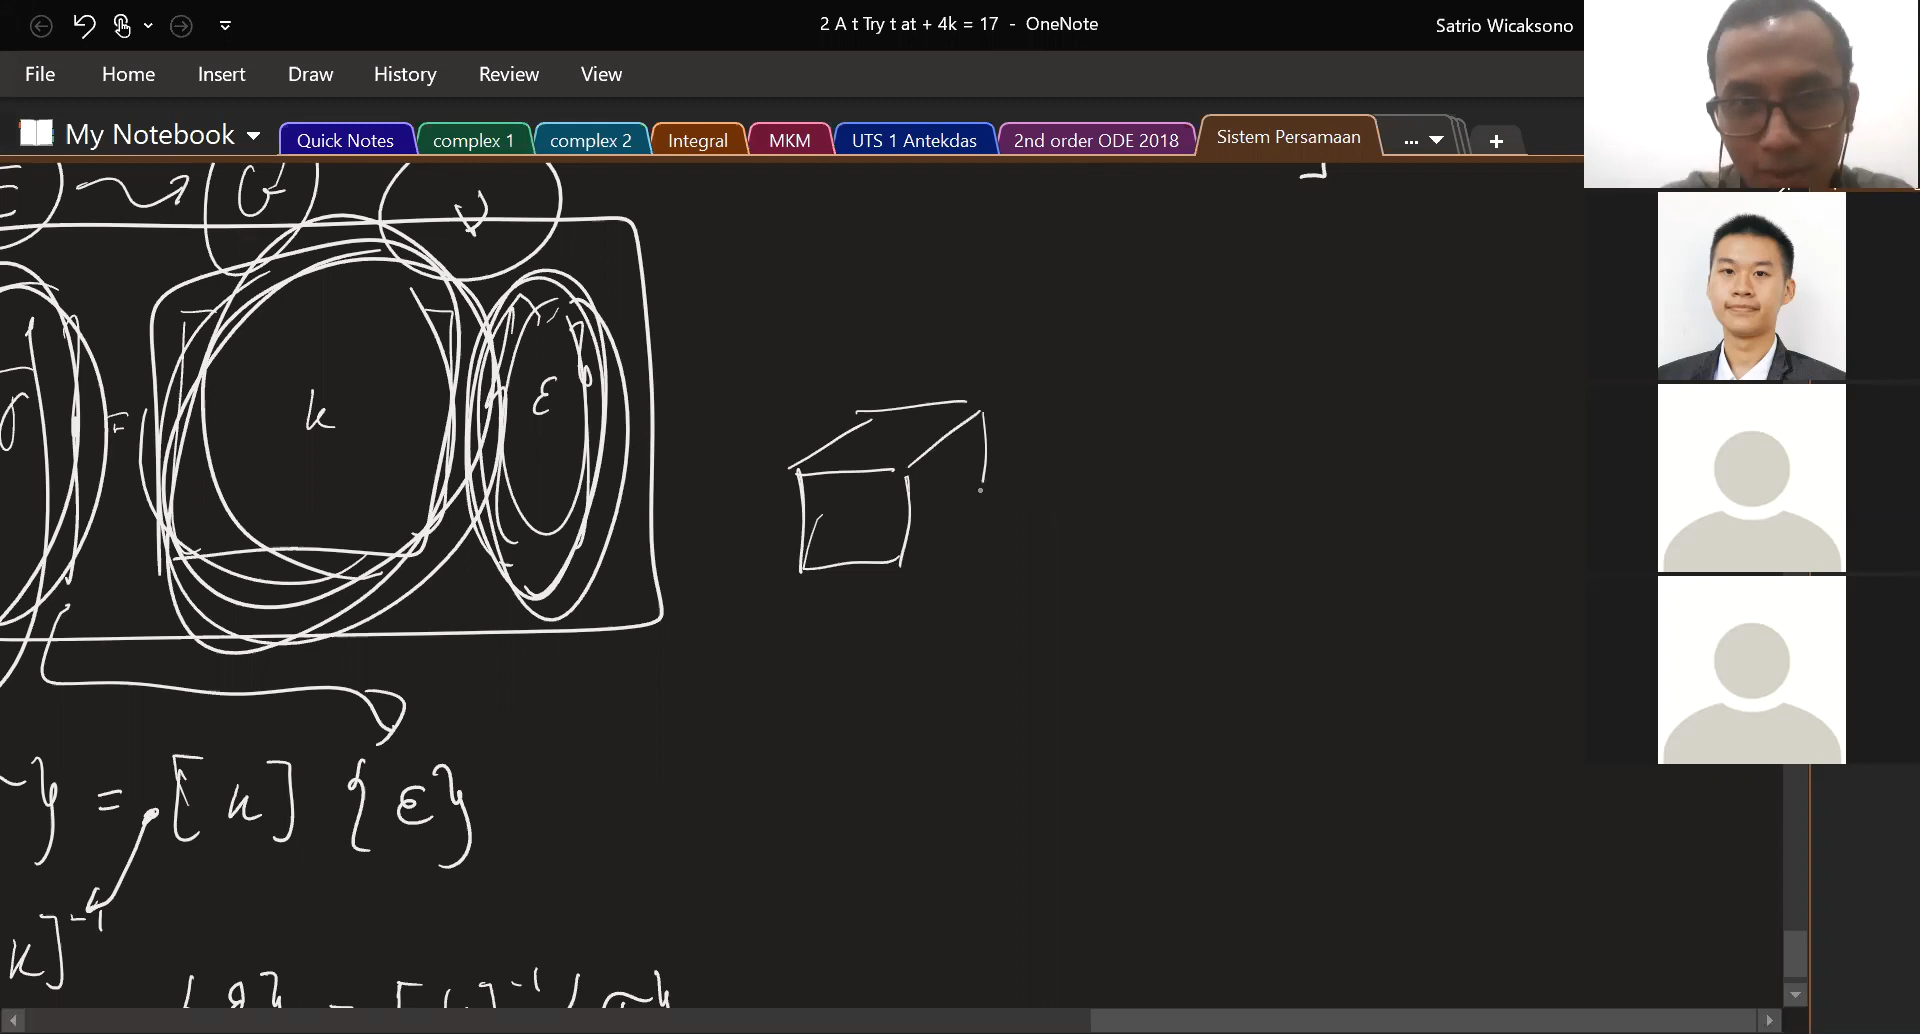 2 A t Try t at + 4k = 17 - OneNote
Satrio Wicaksono
File Home Insert Draw History Review View
My Notebook
Quick Notes complex 1 complex 2 Integral MKM UTS 1 Antekdas 2nd order ODE 2018 Sistem Persamaan ... +
E G ν
σ = k ε
} = [k] {ε}
k]⁻¹